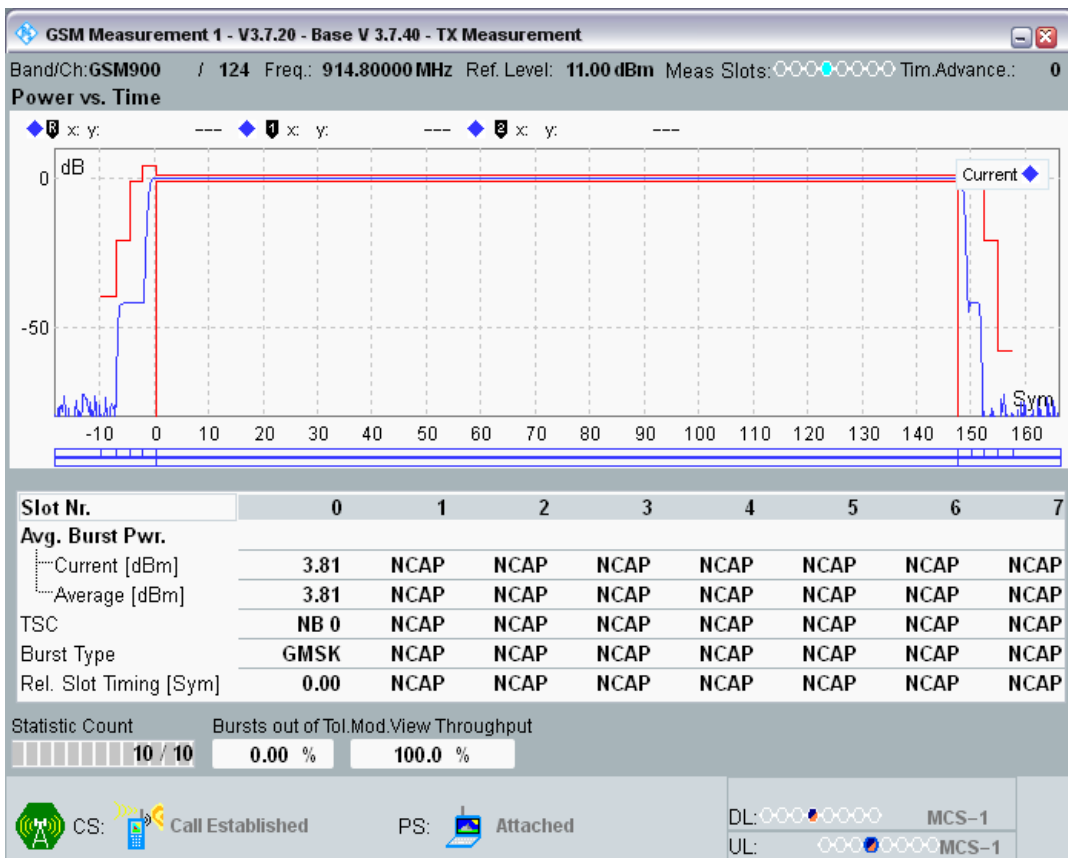 GSM Measurement 1 - V3.7.20 - Base V 3.7.40 - TX Measurement
Band/Ch:GSM900 / 124 Freq.: 914.80000 MHz Ref. Level: 11.00 dBm Meas Slots: Tim.Advance.: 0
Power vs. Time
R x: y: --- 1 x: y: --- 2 x: y: ---
dB
Current
0
-50
Sym
-10 0 10 20 30 40 50 60 70 80 90 100 110 120 130 140 150 160
Slot Nr. 0 1 2 3 4 5 6 7
Avg. Burst Pwr.
Current [dBm] 3.81 NCAP NCAP NCAP NCAP NCAP NCAP NCAP
Average [dBm] 3.81 NCAP NCAP NCAP NCAP NCAP NCAP NCAP
TSC NB 0 NCAP NCAP NCAP NCAP NCAP NCAP NCAP
Burst Type GMSK NCAP NCAP NCAP NCAP NCAP NCAP NCAP
Rel. Slot Timing [Sym] 0.00 NCAP NCAP NCAP NCAP NCAP NCAP NCAP
Statistic Count Bursts out of Tol.Mod.View Throughput
10 / 10 0.00 % 100.0 %
DL: MCS-1
CS: Call Established PS: Attached
UL: MCS-1